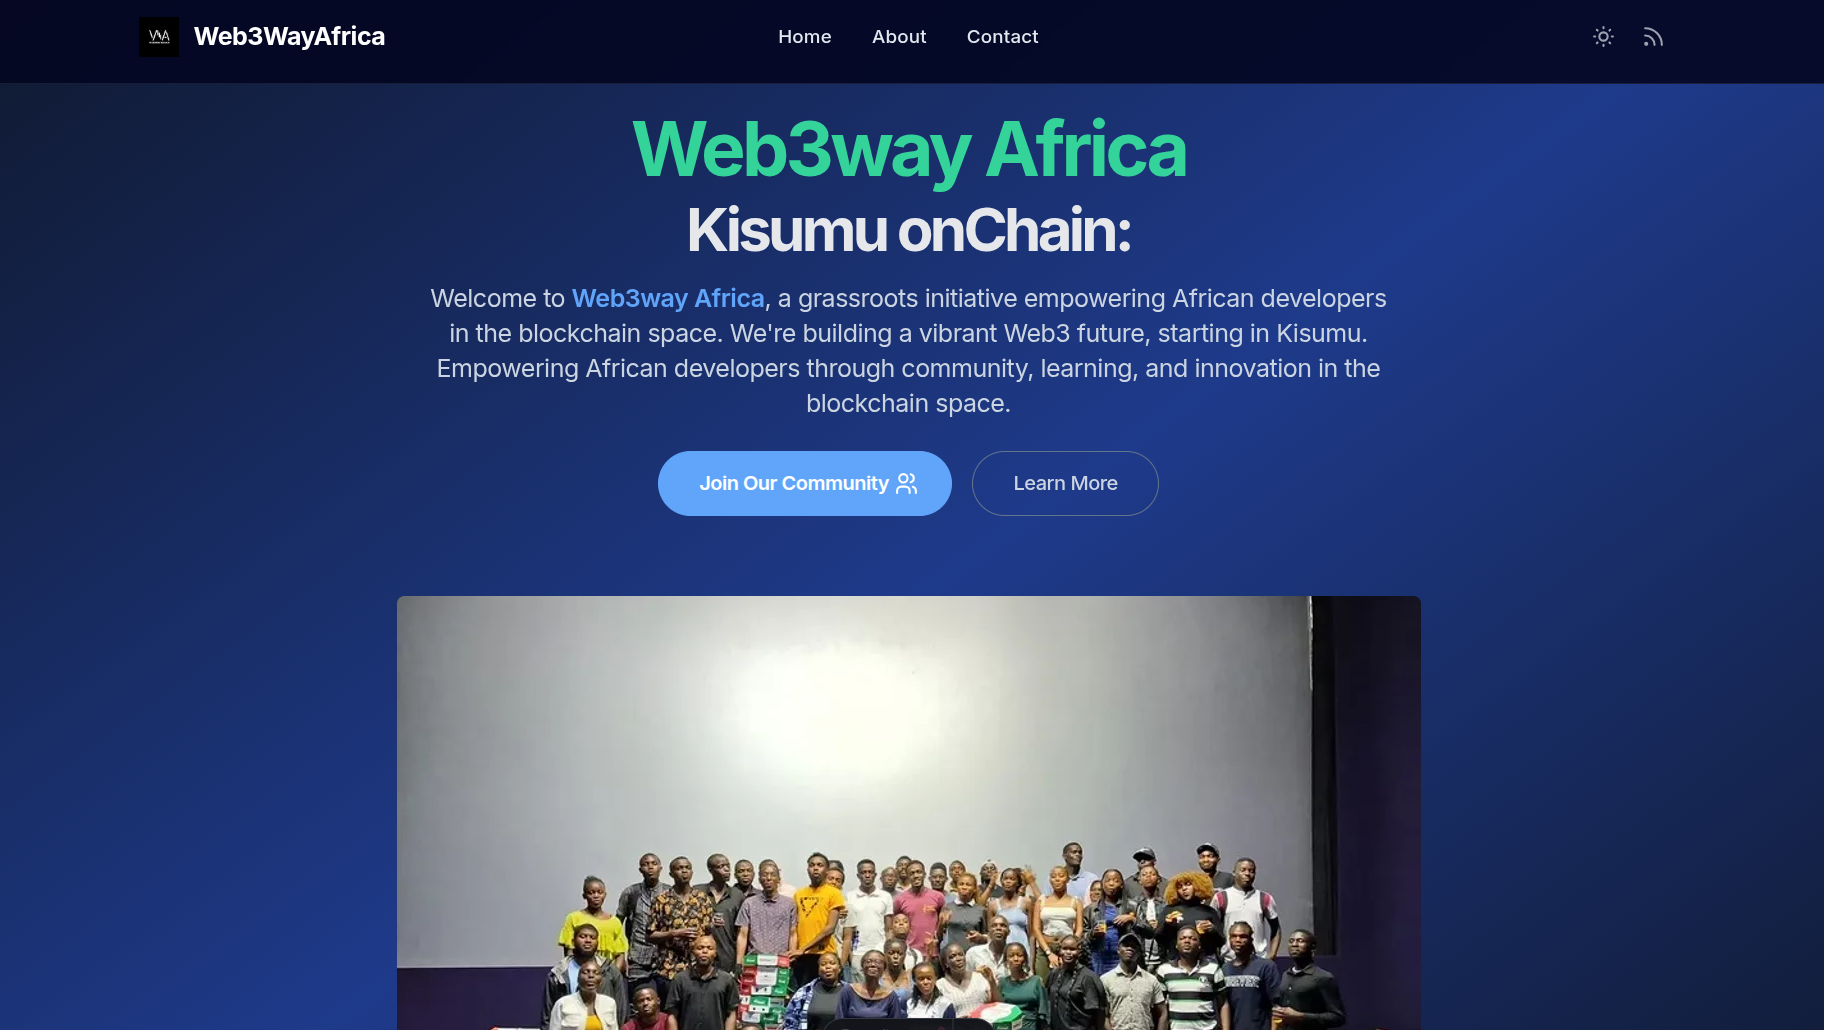 Web3WayAfrica
Home About Contact
Web3way Africa
Kisumu onChain:
Welcome to Web3way Africa, a grassroots initiative empowering African developers
in the blockchain space. We're building a vibrant Web3 future, starting in Kisumu.
Empowering African developers through community, learning, and innovation in the
blockchain space.
Join Our Community
Learn More